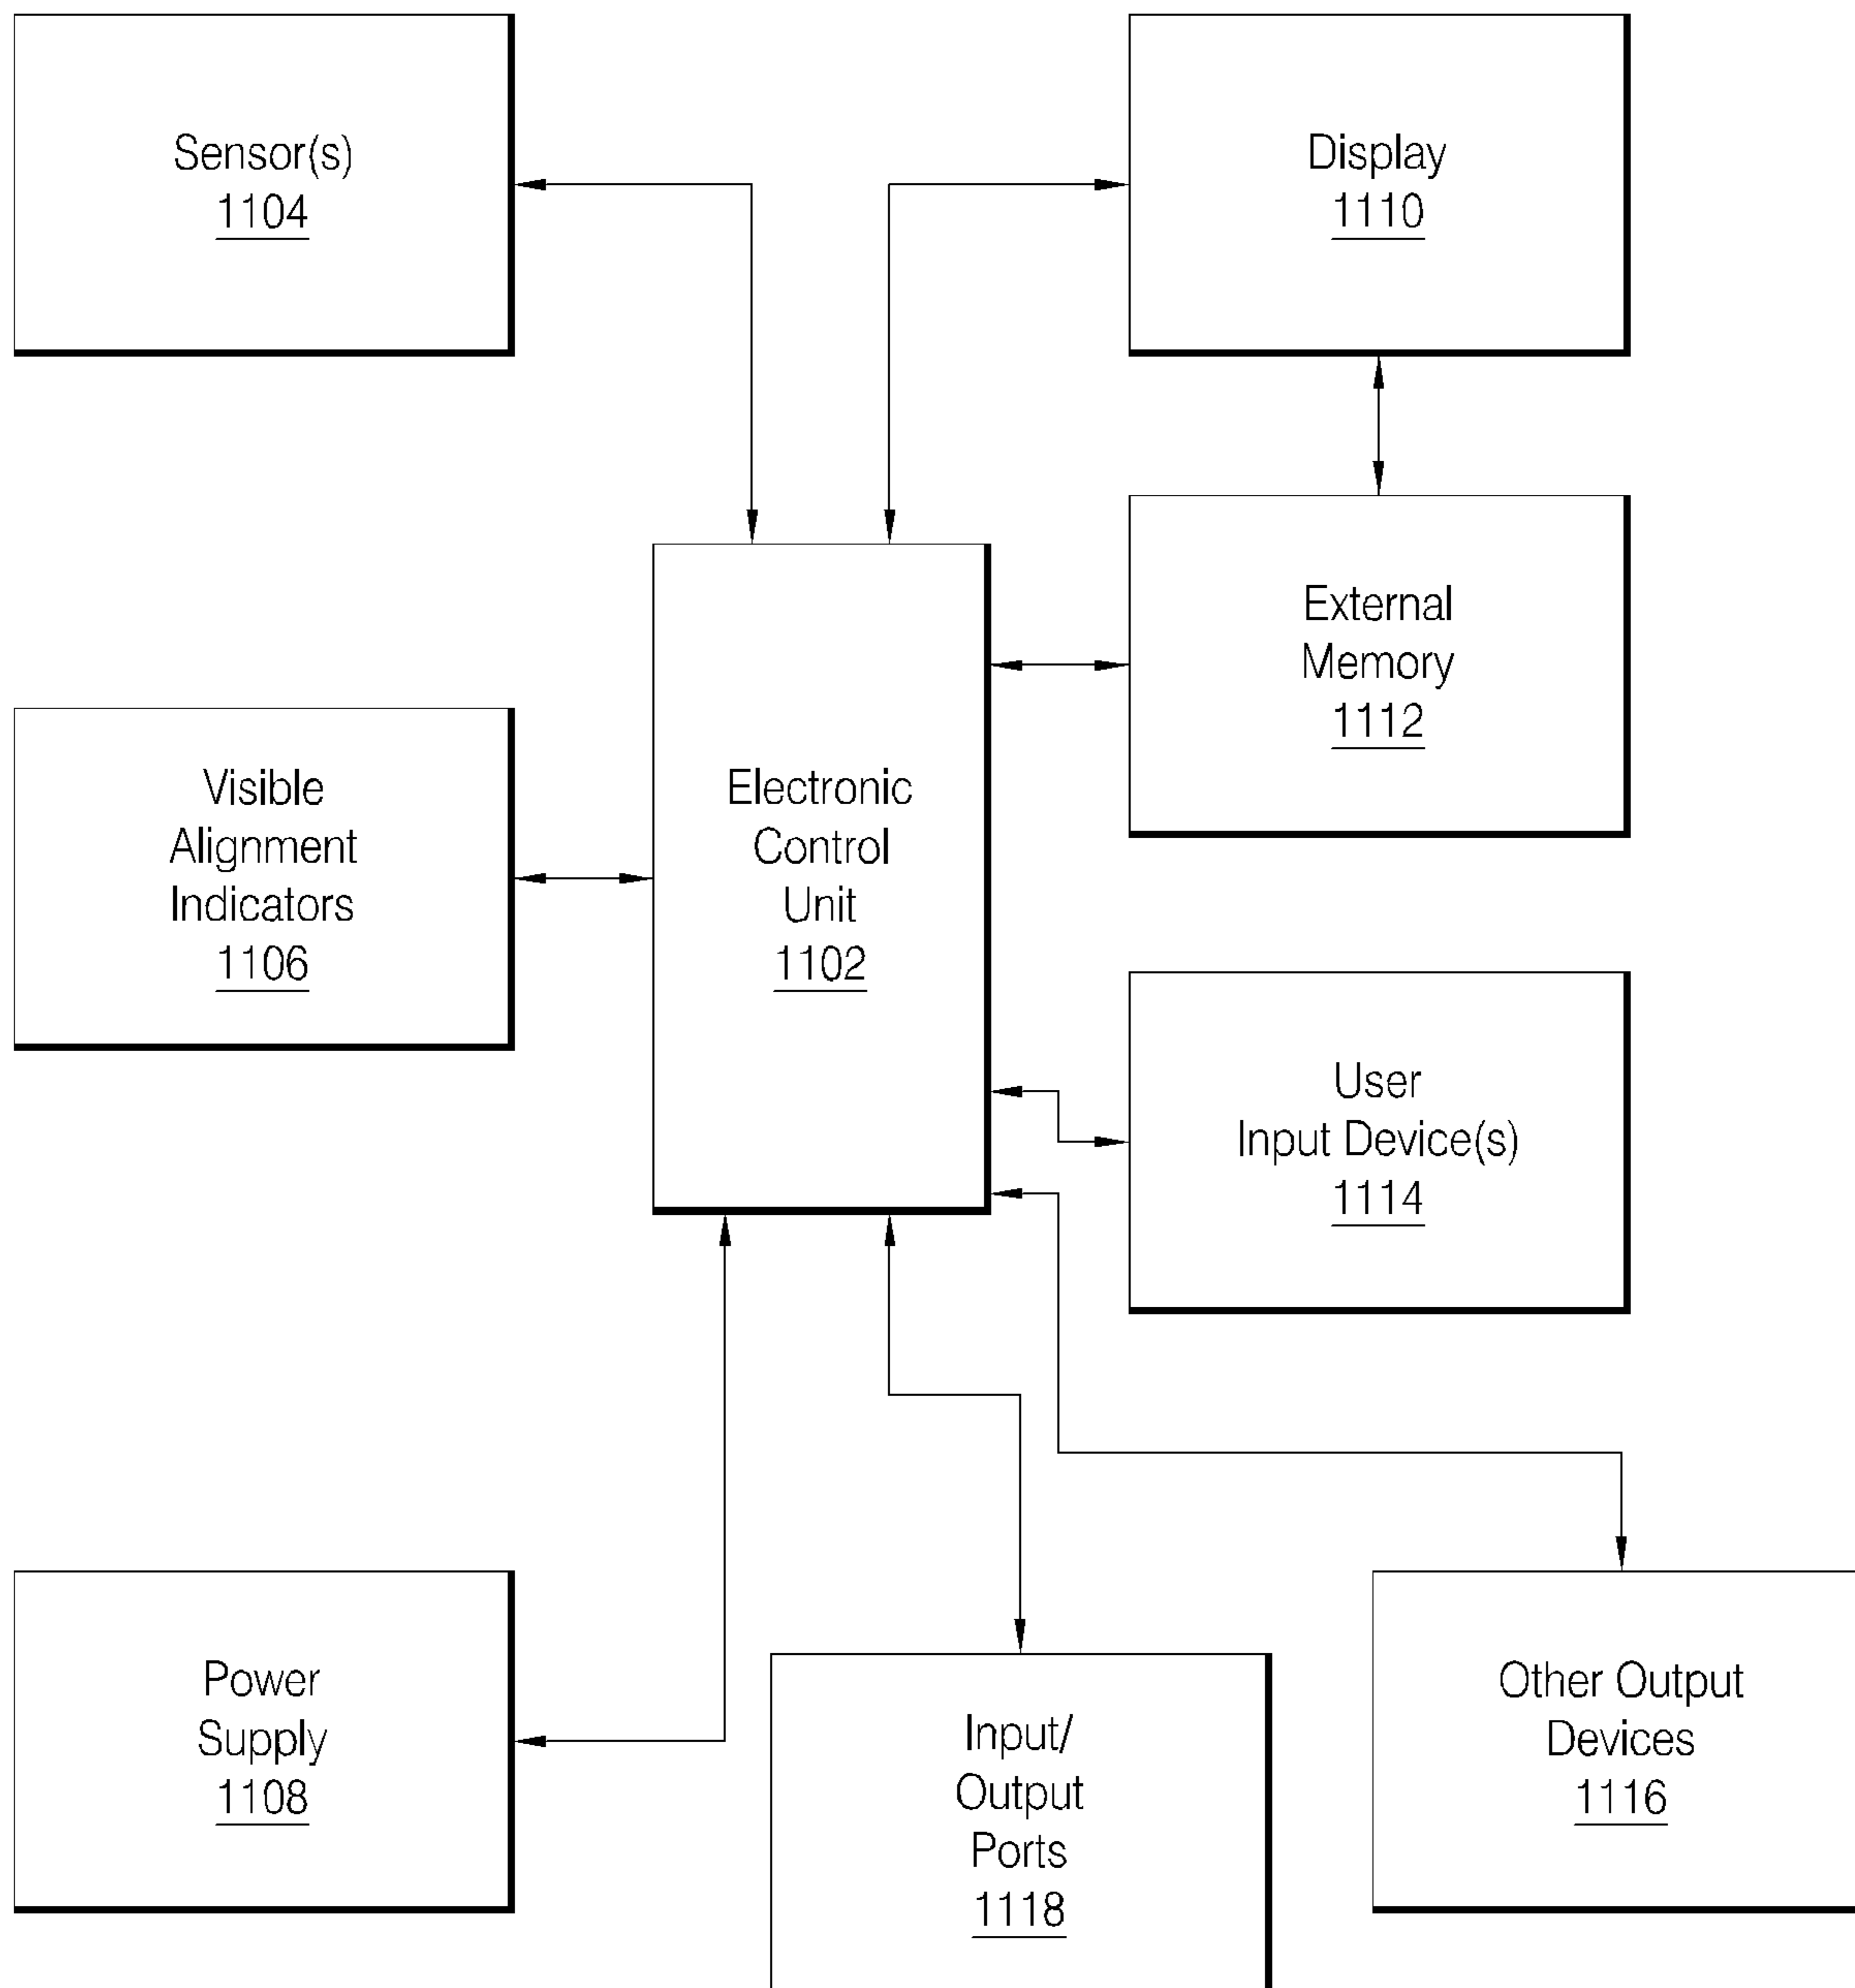 Sensor(s)
1104
Display
1110
External
Memory
1112
Visible
Alignment
Indicators
1106
Electronic
Control
Unit
1102
User
Input Device(s)
1114
Power
Supply
1108
Input/
Output
Ports
1118
Other Output
Devices
1116